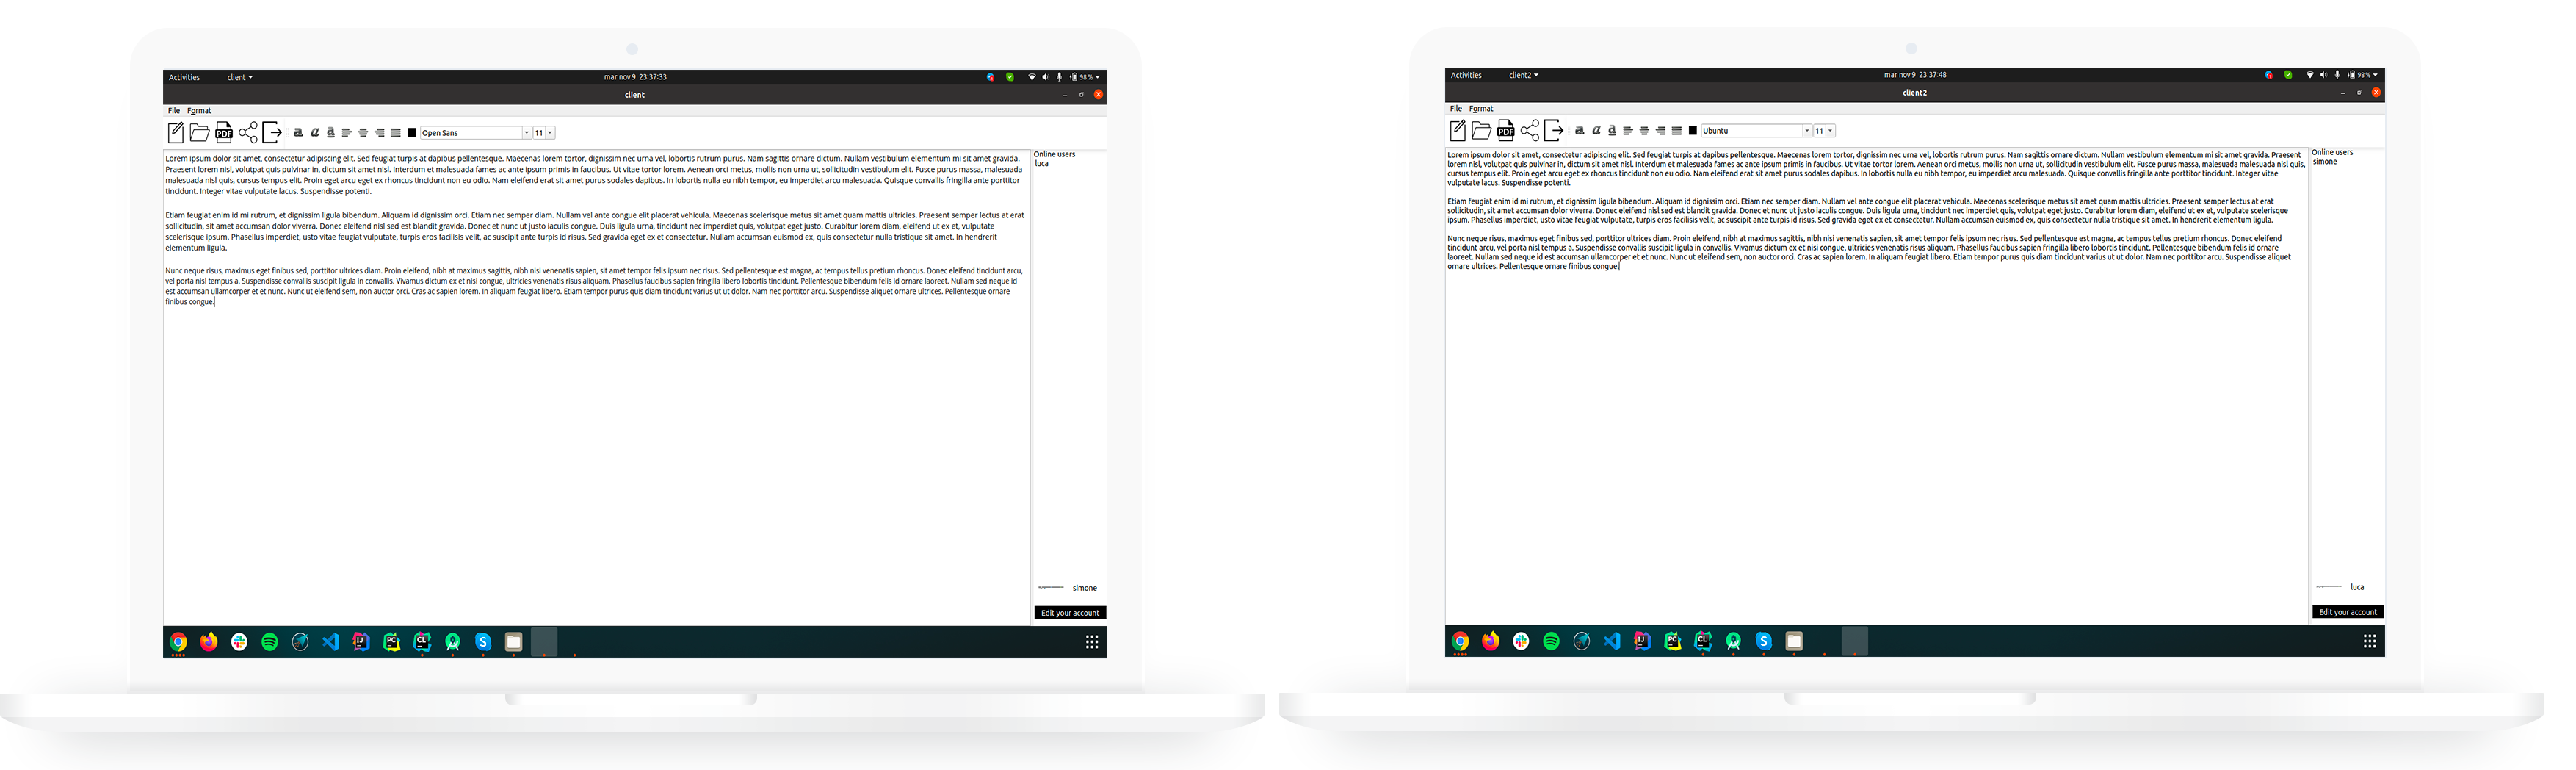 Activities client mar nov 9 23:37:33 98 %
client
File Format
PDF Open Sans 11
Lorem ipsum dolor sit amet, consectetur adipiscing elit. Sed feugiat turpis at dapibus pellentesque. Maecenas lorem tortor, dignissim nec urna vel, lobortis rutrum purus. Nam sagittis ornare dictum. Nullam vestibulum elementum mi sit amet gravida.
Praesent lorem nisl, volutpat quis pulvinar in, dictum sit amet nisl. Interdum et malesuada fames ac ante ipsum primis in faucibus. Ut vitae tortor lorem. Aenean orci metus, mollis non urna ut, sollicitudin vestibulum elit. Fusce purus massa, malesuada
malesuada nisl quis, cursus tempus elit. Proin eget arcu eget ex rhoncus tincidunt non eu odio. Nam eleifend erat sit amet purus sodales dapibus. In lobortis nulla eu nibh tempor, eu imperdiet arcu malesuada. Quisque convallis fringilla ante porttitor
tincidunt. Integer vitae vulputate lacus. Suspendisse potenti.
Etiam feugiat enim id mi rutrum, et dignissim ligula bibendum. Aliquam id dignissim orci. Etiam nec semper diam. Nullam vel ante congue elit placerat vehicula. Maecenas scelerisque metus sit amet quam mattis ultricies. Praesent semper lectus at erat
sollicitudin, sit amet accumsan dolor viverra. Donec eleifend nisl sed est blandit gravida. Donec et nunc ut justo iaculis congue. Duis ligula urna, tincidunt nec imperdiet quis, volutpat eget justo. Curabitur lorem diam, eleifend ut ex et, vulputate
scelerisque ipsum. Phasellus imperdiet, usto vitae feugiat vulputate, turpis eros facilisis velit, ac suscipit ante turpis id risus. Sed gravida eget ex et consectetur. Nullam accumsan euismod ex, quis consectetur nulla tristique sit amet. In hendrerit
elementum ligula.
Nunc neque risus, maximus eget finibus sed, porttitor ultrices diam. Proin eleifend, nibh at maximus sagittis, nibh nisi venenatis sapien, sit amet tempor felis ipsum nec risus. Sed pellentesque est magna, ac tempus tellus pretium rhoncus. Donec eleifend tincidunt arcu,
vel porta nisl tempus a. Suspendisse convallis suscipit ligula in convallis. Vivamus dictum ex et nisi congue, ultricies venenatis risus aliquam. Phasellus faucibus sapien fringilla libero lobortis tincidunt. Pellentesque bibendum felis id ornare laoreet. Nullam sed neque id
est accumsan ullamcorper et et nunc. Nunc ut eleifend sem, non auctor orci. Cras ac sapien lorem. In aliquam feugiat libero. Etiam tempor purus quis diam tincidunt varius ut ut dolor. Nam nec porttitor arcu. Suspendisse aliquet ornare ultrices. Pellentesque ornare
finibus congue.
Online users
luca
simone
Edit your account
IJ PC CL S
Activities client2 mar nov 9 23:37:48 98 %
client2
File Format
PDF Ubuntu 11
Lorem ipsum dolor sit amet, consectetur adipiscing elit. Sed feugiat turpis at dapibus pellentesque. Maecenas lorem tortor, dignissim nec urna vel, lobortis rutrum purus. Nam sagittis ornare dictum. Nullam vestibulum elementum mi sit amet gravida. Praesent
lorem nisl, volutpat quis pulvinar in, dictum sit amet nisl. Interdum et malesuada fames ac ante ipsum primis in faucibus. Ut vitae tortor lorem. Aenean orci metus, mollis non urna ut, sollicitudin vestibulum elit. Fusce purus massa, malesuada malesuada nisl quis,
cursus tempus elit. Proin eget arcu eget ex rhoncus tincidunt non eu odio. Nam eleifend erat sit amet purus sodales dapibus. In lobortis nulla eu nibh tempor, eu imperdiet arcu malesuada. Quisque convallis fringilla ante porttitor tincidunt. Integer vitae
vulputate lacus. Suspendisse potenti.
Etiam feugiat enim id mi rutrum, et dignissim ligula bibendum. Aliquam id dignissim orci. Etiam nec semper diam. Nullam vel ante congue elit placerat vehicula. Maecenas scelerisque metus sit amet quam mattis ultricies. Praesent semper lectus at erat
sollicitudin, sit amet accumsan dolor viverra. Donec eleifend nisl sed est blandit gravida. Donec et nunc ut justo iaculis congue. Duis ligula urna, tincidunt nec imperdiet quis, volutpat eget justo. Curabitur lorem diam, eleifend ut ex et, vulputate scelerisque
ipsum. Phasellus imperdiet, usto vitae feugiat vulputate, turpis eros facilisis velit, ac suscipit ante turpis id risus. Sed gravida eget ex et consectetur. Nullam accumsan euismod ex, quis consectetur nulla tristique sit amet. In hendrerit elementum ligula.
Nunc neque risus, maximus eget finibus sed, porttitor ultrices diam. Proin eleifend, nibh at maximus sagittis, nibh nisi venenatis sapien, sit amet tempor felis ipsum nec risus. Sed pellentesque est magna, ac tempus tellus pretium rhoncus. Donec eleifend
tincidunt arcu, vel porta nisl tempus a. Suspendisse convallis suscipit ligula in convallis. Vivamus dictum ex et nisi congue, ultricies venenatis risus aliquam. Phasellus faucibus sapien fringilla libero lobortis tincidunt. Pellentesque bibendum felis id ornare
laoreet. Nullam sed neque id est accumsan ullamcorper et et nunc. Nunc ut eleifend sem, non auctor orci. Cras ac sapien lorem. In aliquam feugiat libero. Etiam tempor purus quis diam tincidunt varius ut ut dolor. Nam nec porttitor arcu. Suspendisse aliquet
ornare ultrices. Pellentesque ornare finibus congue.
Online users
simone
luca
Edit your account
IJ PC CL S